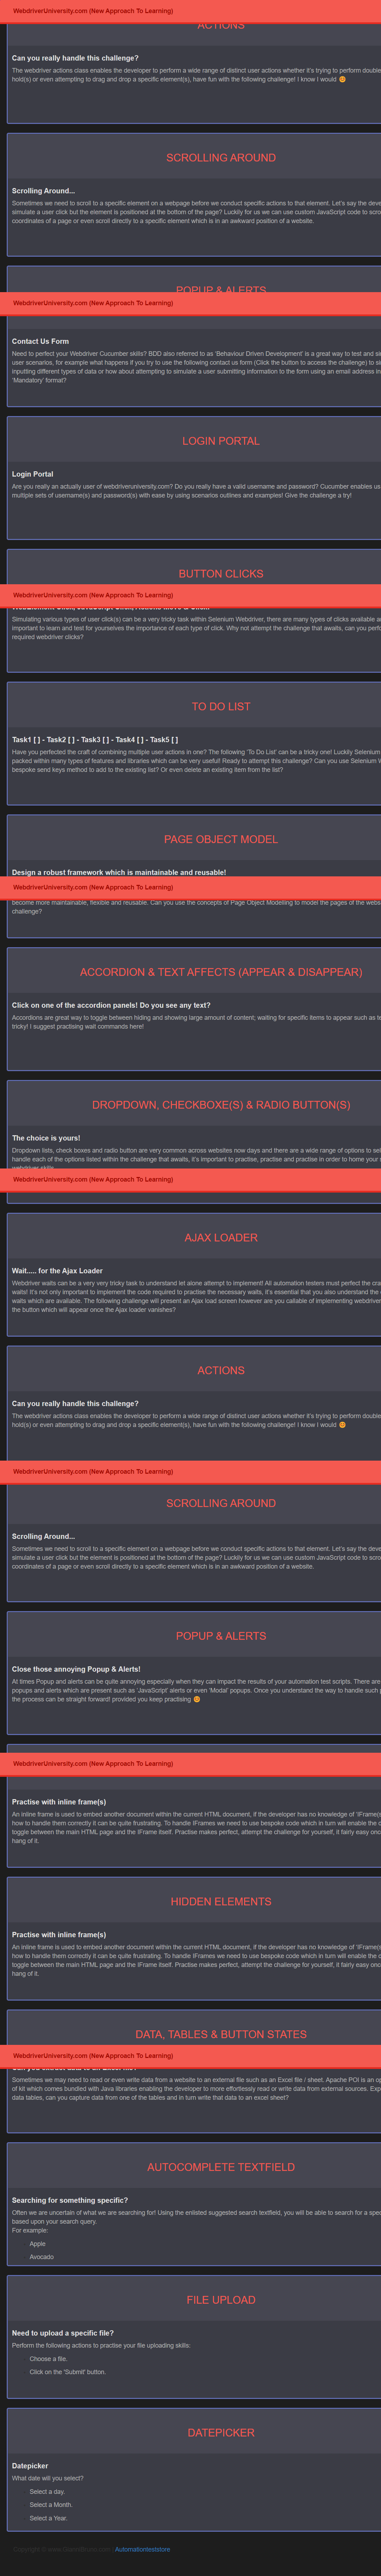 WebdriverUniversity.com (New Approach To Learning)
ACTIONS
Can you really handle this challenge?
The webdriver actions class enables the developer to perform a wide range of distinct user actions whether it's trying to perform double
hold(s) or even attempting to drag and drop a specific element(s), have fun with the following challenge! I know I would 😊
SCROLLING AROUND
Scrolling Around...
Sometimes we need to scroll to a specific element on a webpage before we conduct specific actions to that element. Let's say the deve
simulate a user click but the element is positioned at the bottom of the page? Luckily for us we can use custom JavaScript code to scro
coordinates of a page or even scroll directly to a specific element which is in an awkward position of a website.
POPUP & ALERTS
WebdriverUniversity.com (New Approach To Learning)
Contact Us Form
Need to perfect your Webdriver Cucumber skills? BDD also referred to as 'Behaviour Driven Development' is a great way to test and si
user scenarios, for example what happens If you try to use the following contact us form (Click the button to access the challenge) to si
inputting different types of data or how about attempting to simulate a user submitting information to the form using an email address in
'Mandatory' format?
LOGIN PORTAL
Login Portal
Are you really an actually user of webdriveruniversity.com? Do you really have a valid username and password? Cucumber enables us
multiple sets of username(s) and password(s) with ease by using scenarios outlines and examples! Give the challenge a try!
BUTTON CLICKS
WebdriverUniversity.com (New Approach To Learning)
WebElement Click, JavaScript Click, Actions Move & Click!
Simulating various types of user click(s) can be a very tricky task within Selenium Webdriver, there are many types of clicks available a
important to learn and test for yourselves the importance of each type of click. Why not attempt the challenge that awaits, can you perfo
required webdriver clicks?
TO DO LIST
Task1 [ ] - Task2 [ ] - Task3 [ ] - Task4 [ ] - Task5 [ ]
Have you perfected the craft of combining multiple user actions in one? The following 'To Do List' can be a tricky one! Luckily Selenium
packed within many types of features and libraries which can be very useful! Ready to attempt this challenge? Can you use Selenium V
bespoke send keys method to add to the existing list? Or even delete an existing item from the list?
PAGE OBJECT MODEL
Design a robust framework which is maintainable and reusable!
WebdriverUniversity.com (New Approach To Learning)
become more maintainable, flexible and reusable. Can you use the concepts of Page Object Modelling to model the pages of the webs
challenge?
ACCORDION & TEXT AFFECTS (APPEAR & DISAPPEAR)
Click on one of the accordion panels! Do you see any text?
Accordions are great way to toggle between hiding and showing large amount of content; waiting for specific items to appear such as te
tricky! I suggest practising wait commands here!
DROPDOWN, CHECKBOXE(S) & RADIO BUTTON(S)
The choice is yours!
Dropdown lists, check boxes and radio button are very common across websites now days and there are a wide range of options to sel
handle each of the options listed within the challenge that awaits, it's important to practise, practise and practise in order to home your
webdriver skills.
WebdriverUniversity.com (New Approach To Learning)
AJAX LOADER
Wait..... for the Ajax Loader
Webdriver waits can be a very very tricky task to understand let alone attempt to implement! All automation testers must perfect the cra
waits! It's not only important to implement the code required to practise the necessary waits, it's essential that you also understand the
waits which are available. The following challenge will present an Ajax load screen however are you callable of implementing webdriver
the button which will appear once the Ajax loader vanishes?
ACTIONS
Can you really handle this challenge?
The webdriver actions class enables the developer to perform a wide range of distinct user actions whether it's trying to perform double
hold(s) or even attempting to drag and drop a specific element(s), have fun with the following challenge! I know I would 😊
WebdriverUniversity.com (New Approach To Learning)
SCROLLING AROUND
Scrolling Around...
Sometimes we need to scroll to a specific element on a webpage before we conduct specific actions to that element. Let's say the deve
simulate a user click but the element is positioned at the bottom of the page? Luckily for us we can use custom JavaScript code to scro
coordinates of a page or even scroll directly to a specific element which is in an awkward position of a website.
POPUP & ALERTS
Close those annoying Popup & Alerts!
At times Popup and alerts can be quite annoying especially when they can impact the results of your automation test scripts. There are
popups and alerts which are present such as 'JavaScript' alerts or even 'Modal' popups. Once you understand the way to handle such
the process can be straight forward! provided you keep practising 😊
WebdriverUniversity.com (New Approach To Learning)
Practise with inline frame(s)
An inline frame is used to embed another document within the current HTML document, if the developer has no knowledge of 'IFrame(s
how to handle them correctly it can be quite frustrating. To handle IFrames we need to use bespoke code which in turn will enable the d
toggle between the main HTML page and the IFrame itself. Practise makes perfect, attempt the challenge for yourself, it fairly easy onc
hang of it.
HIDDEN ELEMENTS
Practise with inline frame(s)
An inline frame is used to embed another document within the current HTML document, if the developer has no knowledge of 'IFrame(s
how to handle them correctly it can be quite frustrating. To handle IFrames we need to use bespoke code which in turn will enable the d
toggle between the main HTML page and the IFrame itself. Practise makes perfect, attempt the challenge for yourself, it fairly easy onc
hang of it.
DATA, TABLES & BUTTON STATES
WebdriverUniversity.com (New Approach To Learning)
Sometimes we may need to read or even write data from a website to an external file such as an Excel file / sheet. Apache POI is an op
of kit which comes bundled with Java libraries enabling the developer to more effortlessly read or write data from external sources. Exp
data tables, can you capture data from one of the tables and in turn write that data to an excel sheet?
AUTOCOMPLETE TEXTFIELD
Searching for something specific?
Often we are uncertain of what we are searching for! Using the enlisted suggested search textfield, you will be able to search for a spec
based upon your search query.
For example:
Apple
Avocado
FILE UPLOAD
Need to upload a specific file?
Perform the following actions to practise your file uploading skills:
Choose a file.
Click on the 'Submit' button.
DATEPICKER
Datepicker
What date will you select?
Select a day.
Select a Month.
Select a Year.
Automationteststore